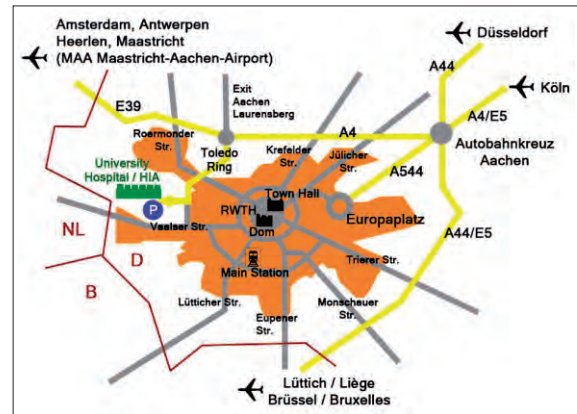 Amsterdam, Antwerpen
Heerlen, Maastricht
(MAA Maastricht-Aachen-Airport)
Düsseldorf
A44
Köln
E39
Exit
Aachen
Laurensberg
A4
A4/E5
Roermonder
Str.
Toledo
Ring
Krefelder
Str.
Jülicher
Str.
Autobahnkreuz
Aachen
University
Hospital / HIA
A544
Town Hall
P
RWTH
Europaplatz
Vaalser Str.
Dom
NL
D
A44/E5
Main Station
Trierer Str.
B
Lütticher Str.
Eupener
Str.
Monschauer
Str.
Lüttich / Liège
Brüssel / Bruxelles